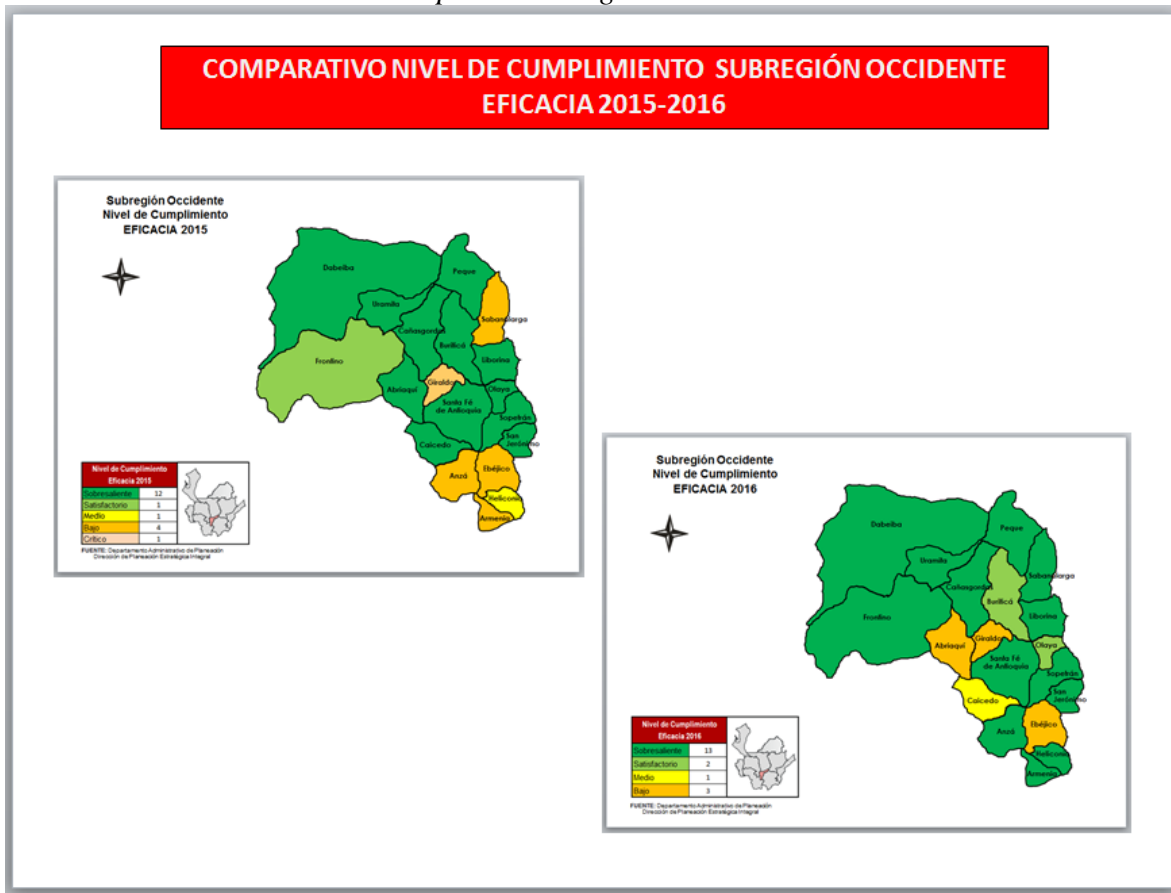 COMPARATIVO NIVEL DE CUMPLIMIENTO SUBREGIÓN OCCIDENTE
EFICACIA 2015-2016
Subregión Occidente
Nivel de Cumplimiento
EFICACIA 2015
Dabeiba
Peque
Uramita
Sabanalarga
Cañasgordas
Buriticá
Frontino
Liborina
Giraldo
Abriaquí
Olaya
Santa Fé
de Antioquia
Sopetrán
San
Jerónimo
Caicedo
Ebéjico
Anzá
Heliconia
Armenia
Nivel de Cumplimiento
Eficacia 2015
Sobresaliente 12
Satisfactorio 1
Medio 1
Bajo 4
Crítico 1
FUENTE: Departamento Administrativo de Planeación
Dirección de Planeación Estratégica Integral
Subregión Occidente
Nivel de Cumplimiento
EFICACIA 2016
Dabeiba
Peque
Uramita
Sabanalarga
Cañasgordas
Buriticá
Frontino
Liborina
Giraldo
Abriaquí
Olaya
Santa Fé
de Antioquia
Sopetrán
San
Jerónimo
Caicedo
Ebéjico
Anzá
Heliconia
Armenia
Nivel de Cumplimiento
Eficacia 2016
Sobresaliente 13
Satisfactorio 2
Medio 1
Bajo 3
FUENTE: Departamento Administrativo de Planeación
Dirección de Planeación Estratégica Integral